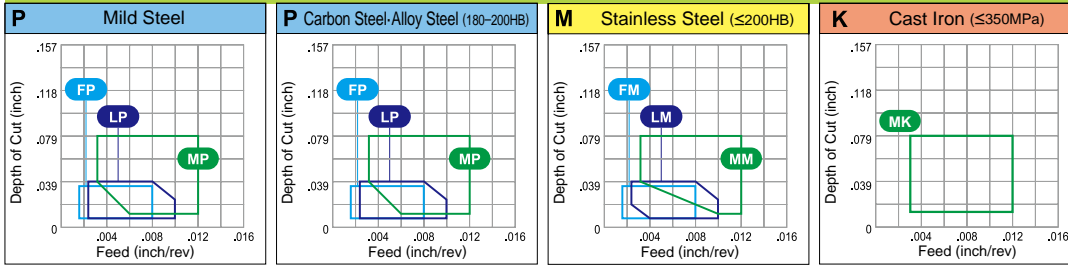 P Mild Steel
Depth of Cut (inch)
.157
.118
.079
.039
0
FP
LP
MP
.004 .008 .012 .016
Feed (inch/rev)
P Carbon Steel·Alloy Steel (180–200HB)
Depth of Cut (inch)
.157
.118
.079
.039
0
FP
LP
MP
.004 .008 .012 .016
Feed (inch/rev)
M Stainless Steel (≤200HB)
Depth of Cut (inch)
.157
.118
.079
.039
0
FM
LM
MM
.004 .008 .012 .016
Feed (inch/rev)
K Cast Iron (≤350MPa)
Depth of Cut (inch)
.157
.118
.079
.039
0
MK
.004 .008 .012 .016
Feed (inch/rev)